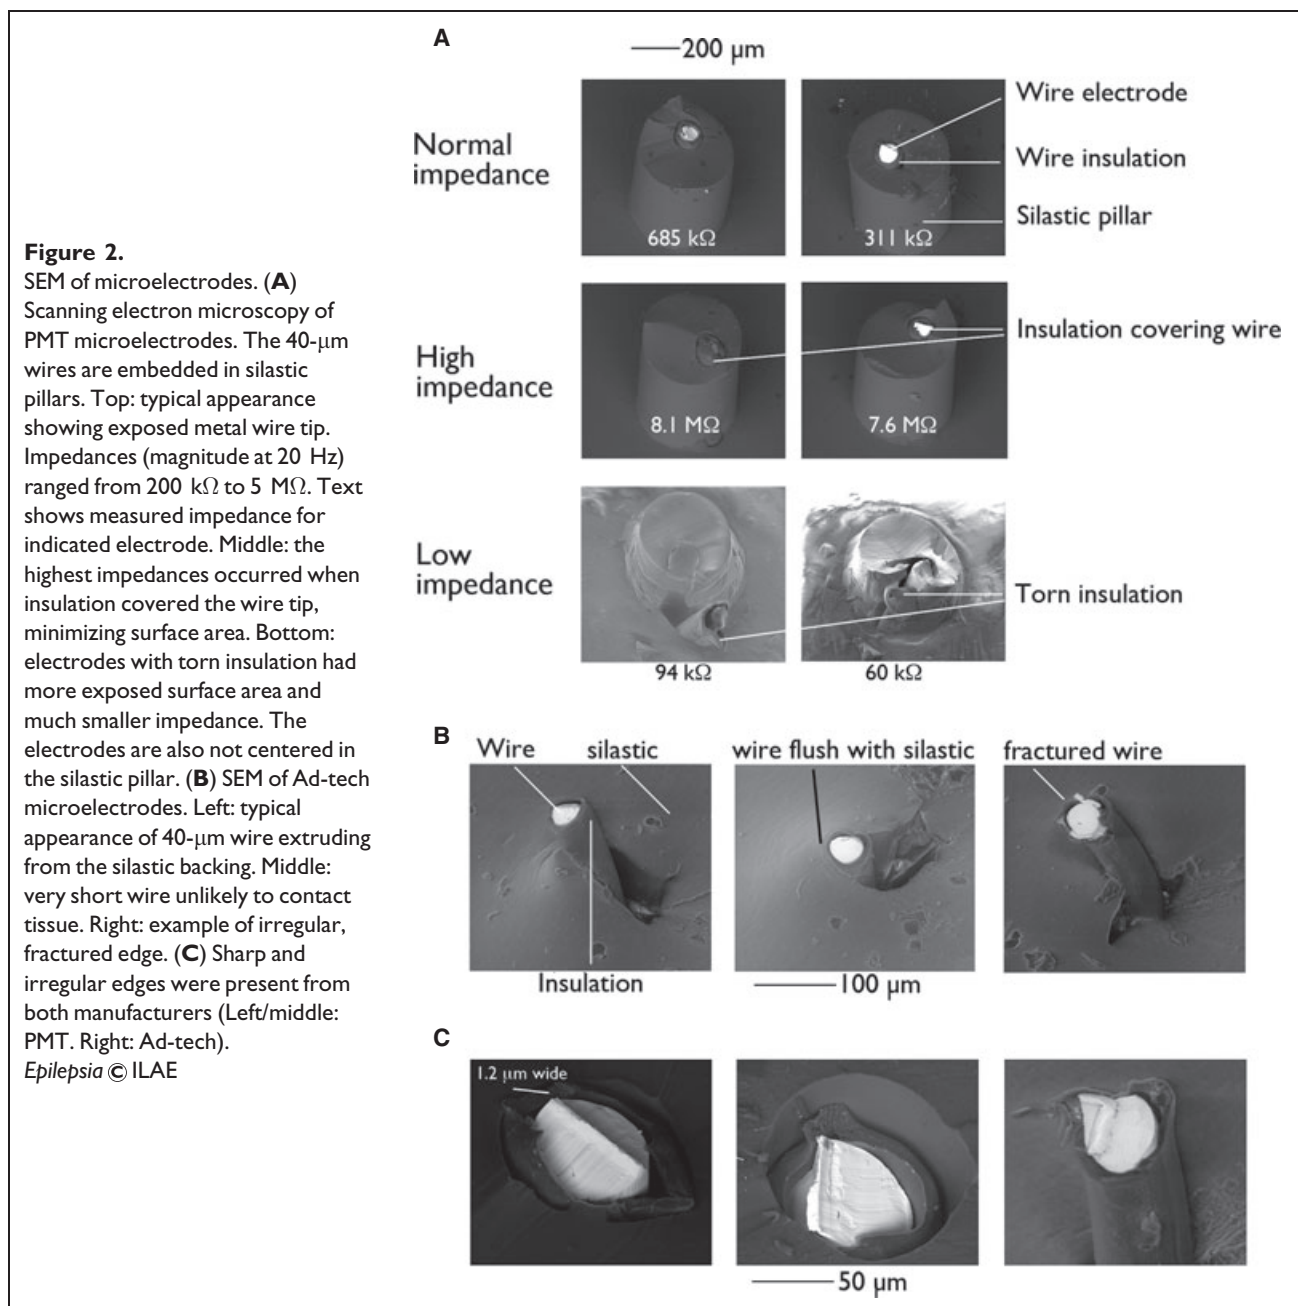 Figure 2.
SEM of microelectrodes. (A)
Scanning electron microscopy of
PMT microelectrodes. The 40-μm
wires are embedded in silastic
pillars. Top: typical appearance
showing exposed metal wire tip.
Impedances (magnitude at 20 Hz)
ranged from 200 kΩ to 5 MΩ. Text
shows measured impedance for
indicated electrode. Middle: the
highest impedances occurred when
insulation covered the wire tip,
minimizing surface area. Bottom:
electrodes with torn insulation had
more exposed surface area and
much smaller impedance. The
electrodes are also not centered in
the silastic pillar. (B) SEM of Ad-tech
microelectrodes. Left: typical
appearance of 40-μm wire extruding
from the silastic backing. Middle:
very short wire unlikely to contact
tissue. Right: example of irregular,
fractured edge. (C) Sharp and
irregular edges were present from
both manufacturers (Left/middle:
PMT. Right: Ad-tech).
Epilepsia © ILAE
A
200 μm
Normal
impedance
685 kΩ
311 kΩ
Wire electrode
Wire insulation
Silastic pillar
High
impedance
8.1 MΩ
7.6 MΩ
Insulation covering wire
Low
impedance
94 kΩ
60 kΩ
Torn insulation
B
Wire
silastic
wire flush with silastic
fractured wire
Insulation
100 μm
C
1.2 μm wide
50 μm